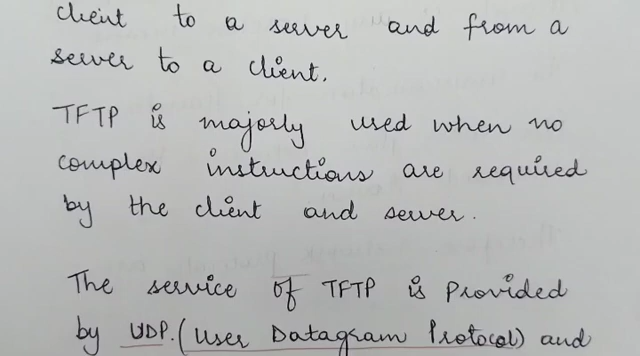 client to a server and from a
server to a client.
TFTP is majorly used when no
complex instructions are required
by the client and server.
The service of TFTP is Provided
by UDP. (User Datagram Protocol) and